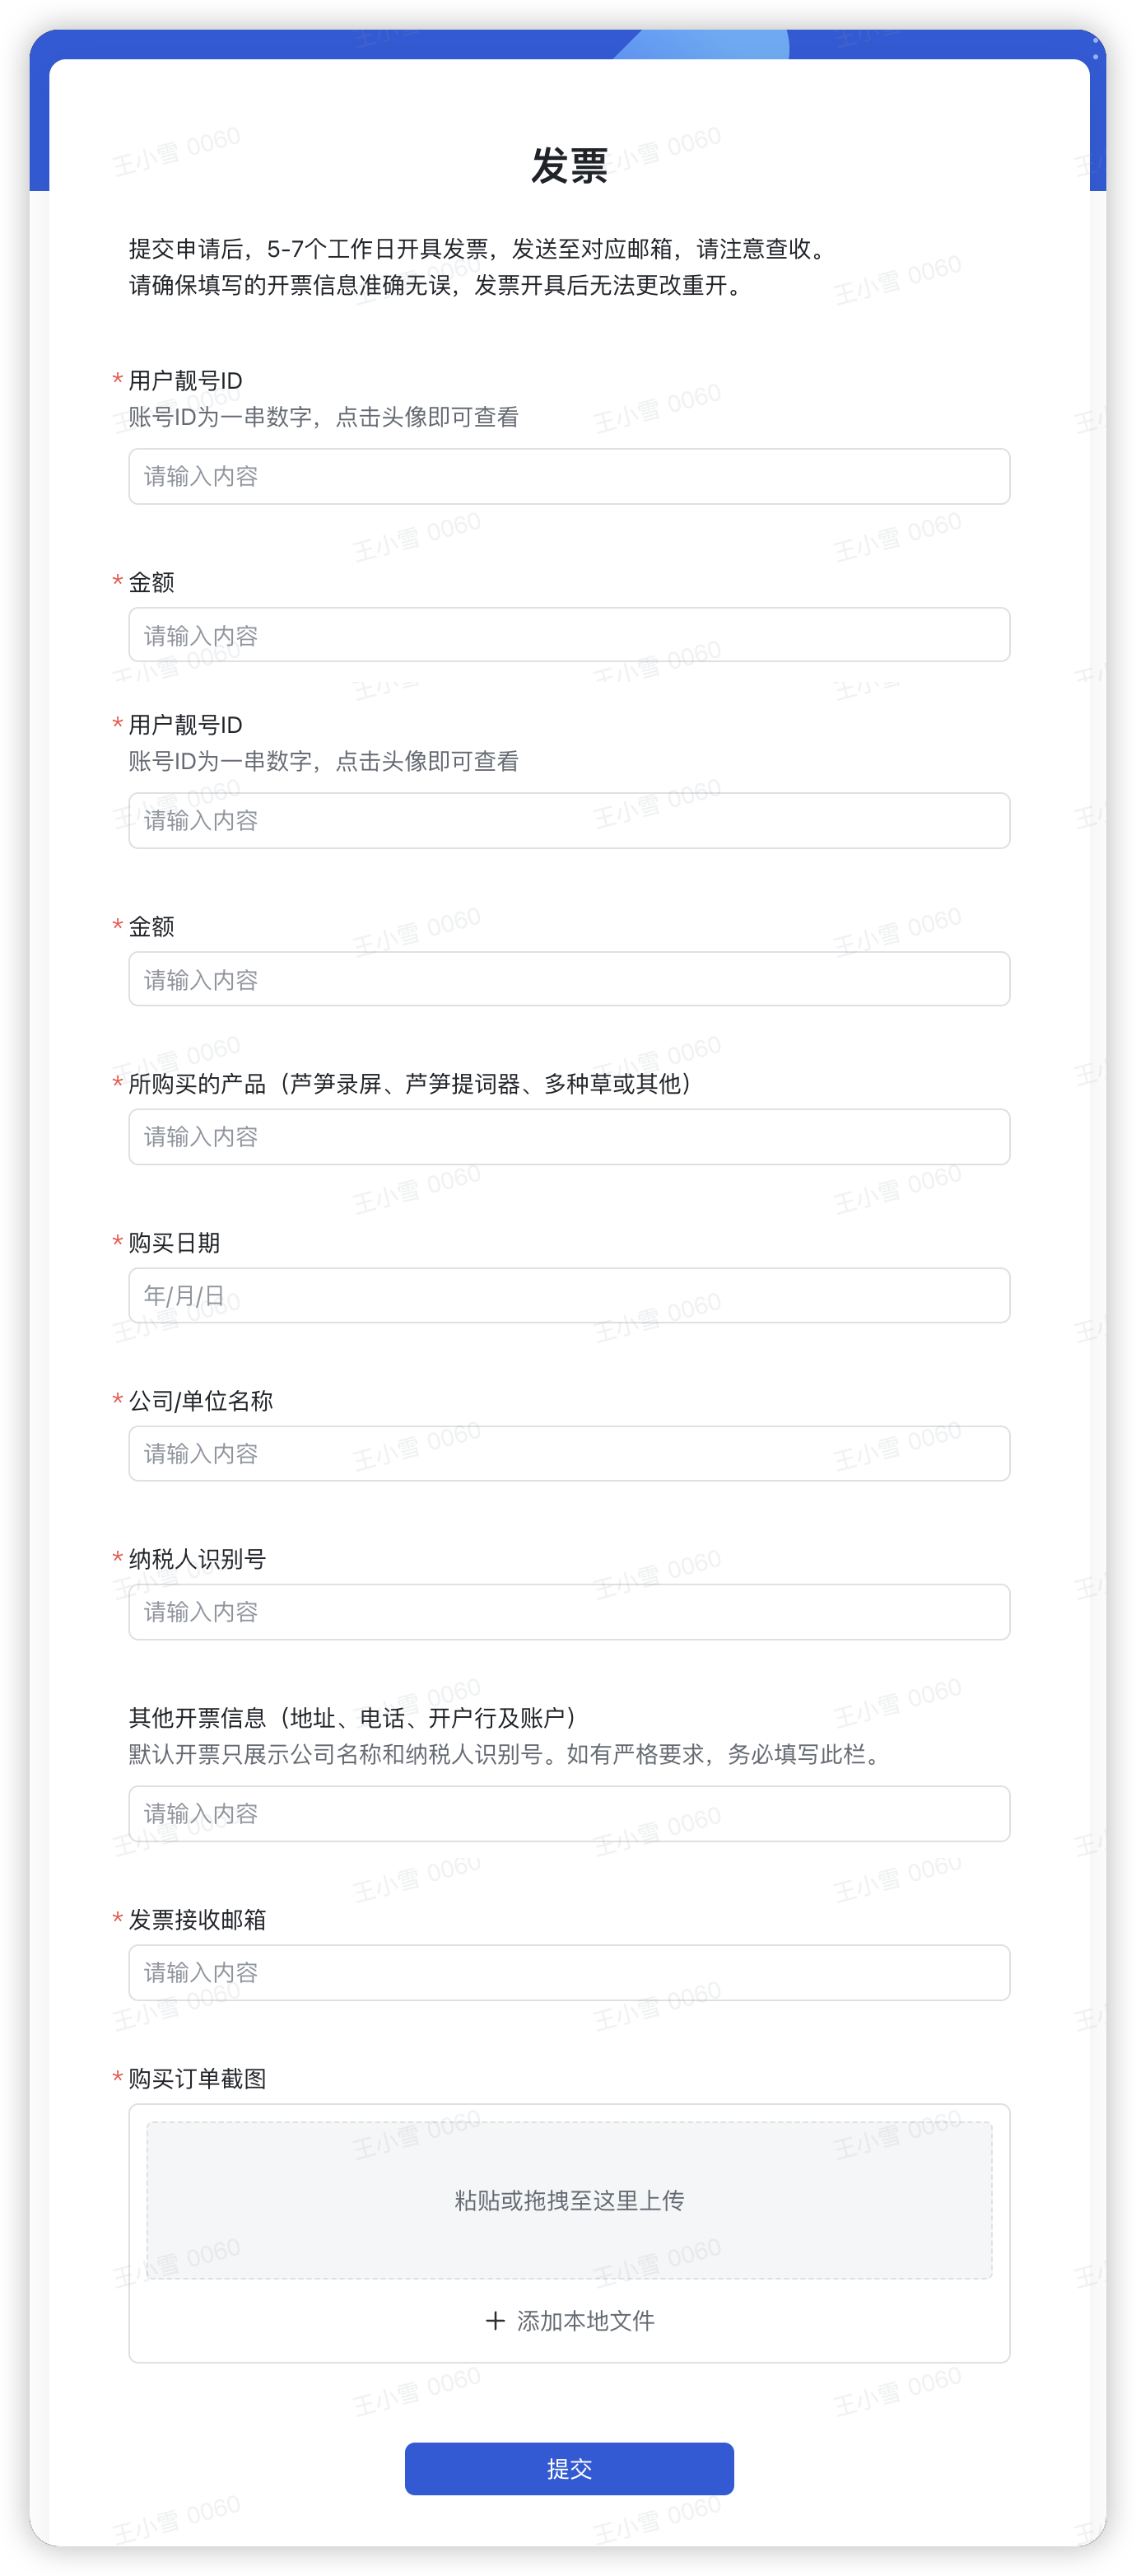 发票
提交申请后，5-7个工作日开具发票，发送至对应邮箱，请注意查收。
请确保填写的开票信息准确无误，发票开具后无法更改重开。
* 用户靓号ID
账号ID为一串数字，点击头像即可查看
请输入内容
* 金额
请输入内容
* 用户靓号ID
账号ID为一串数字，点击头像即可查看
请输入内容
* 金额
请输入内容
* 所购买的产品（芦笋录屏、芦笋提词器、多种草或其他）
请输入内容
* 购买日期
年/月/日
* 公司/单位名称
请输入内容
* 纳税人识别号
请输入内容
其他开票信息（地址、电话、开户行及账户）
默认开票只展示公司名称和纳税人识别号。如有严格要求，务必填写此栏。
请输入内容
* 发票接收邮箱
请输入内容
* 购买订单截图
粘贴或拖拽至这里上传
+ 添加本地文件
提交
王小雪 0060